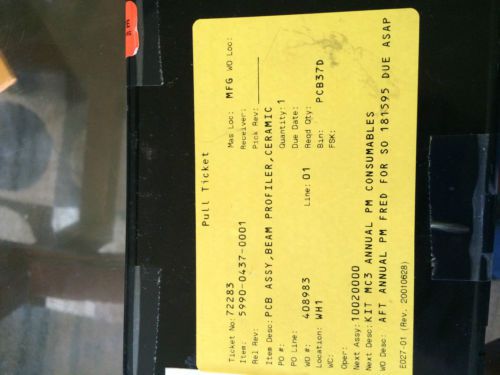 Pull Ticket
Ticket No: 72283 Mas Loc: MFG WO Loc:
Item: 5990-0437-0001 Receiver:
Rel Rev: Pick Rev:
Item Desc: PCB ASSY, BEAM PROFILER, CERAMIC
PO #: Quantity: 1
PO Line: Due Date:
WO #: 408983 Line: 01 Reqd Qty:
Location: WH1 Bin: PCB37D
WC: FSK:
Oper:
Next Assy: 10020000
Next Desc: KIT MC3 ANNUAL PM CONSUMABLES
WO Desc: AFT ANNUAL PM FRED FOR SO 181595 DUE ASAP
E027-01 (Rev. 20010628)